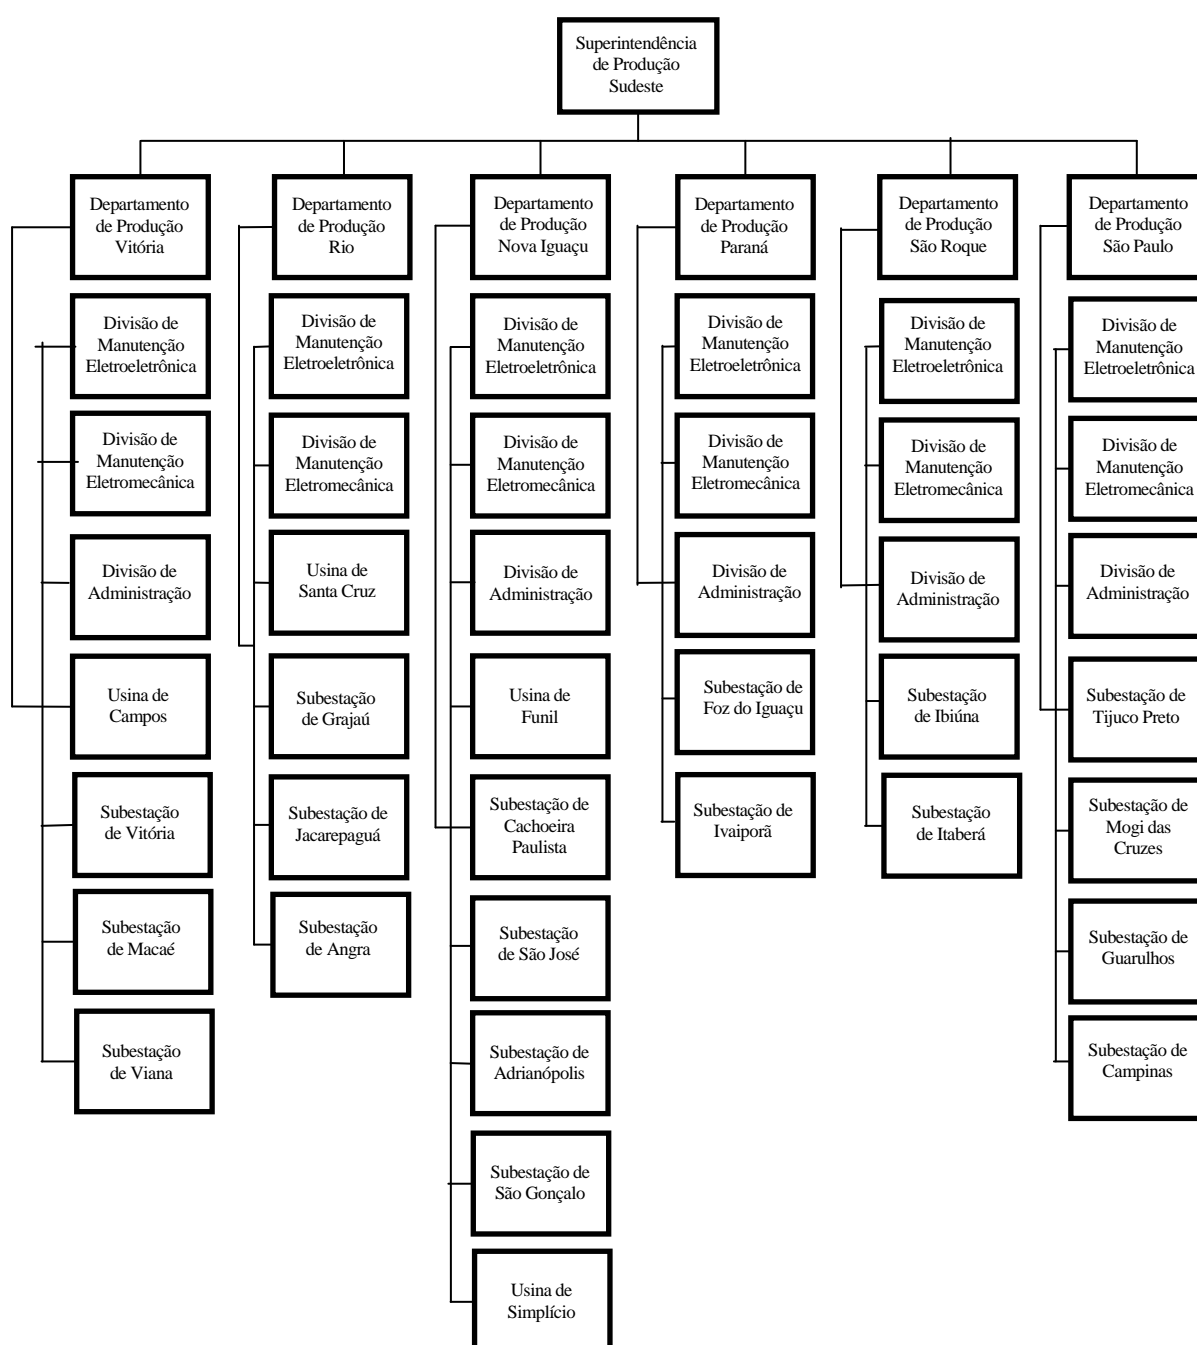 Superintendência
de Produção
Sudeste
Departamento
de Produção
Vitória
Departamento
de Produção
Rio
Departamento
de Produção
Nova Iguaçu
Departamento
de Produção
Paraná
Departamento
de Produção
São Roque
Departamento
de Produção
São Paulo
Divisão de
Manutenção
Eletroeletrônica
Divisão de
Manutenção
Eletroeletrônica
Divisão de
Manutenção
Eletroeletrônica
Divisão de
Manutenção
Eletroeletrônica
Divisão de
Manutenção
Eletroeletrônica
Divisão de
Manutenção
Eletroeletrônica
Divisão de
Manutenção
Eletromecânica
Divisão de
Manutenção
Eletromecânica
Divisão de
Manutenção
Eletromecânica
Divisão de
Manutenção
Eletromecânica
Divisão de
Manutenção
Eletromecânica
Divisão de
Manutenção
Eletromecânica
Divisão de
Administração
Usina de
Santa Cruz
Divisão de
Administração
Divisão de
Administração
Divisão de
Administração
Divisão de
Administração
Usina de
Campos
Subestação
de Grajaú
Usina de
Funil
Subestação de
Foz do Iguaçu
Subestação
de Ibiúna
Subestação de
Tijuco Preto
Subestação
de Vitória
Subestação de
Jacarepaguá
Subestação de
Cachoeira
Paulista
Subestação de
Ivaiporã
Subestação
de Itaberá
Subestação de
Mogi das
Cruzes
Subestação
de Macaé
Subestação
de Angra
Subestação
de São José
Subestação de
Guarulhos
Subestação
de Viana
Subestação de
Adrianópolis
Subestação de
Campinas
Subestação de
São Gonçalo
Usina de
Simplício